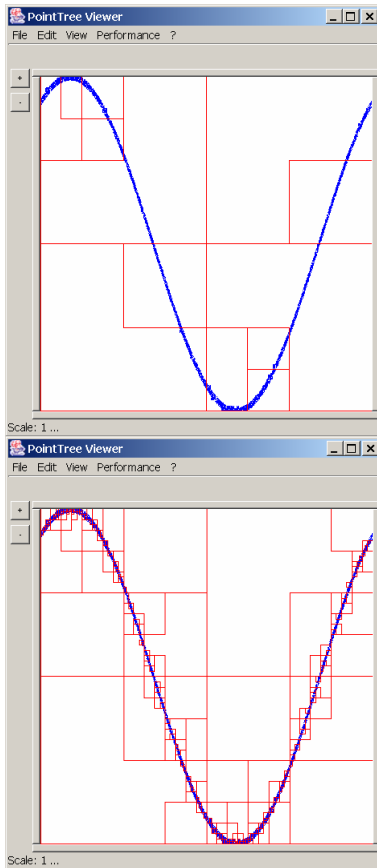 PointTree Viewer
File Edit View Performance ?
+
-
Scale: 1 ...
PointTree Viewer
File Edit View Performance ?
+
-
Scale: 1 ...